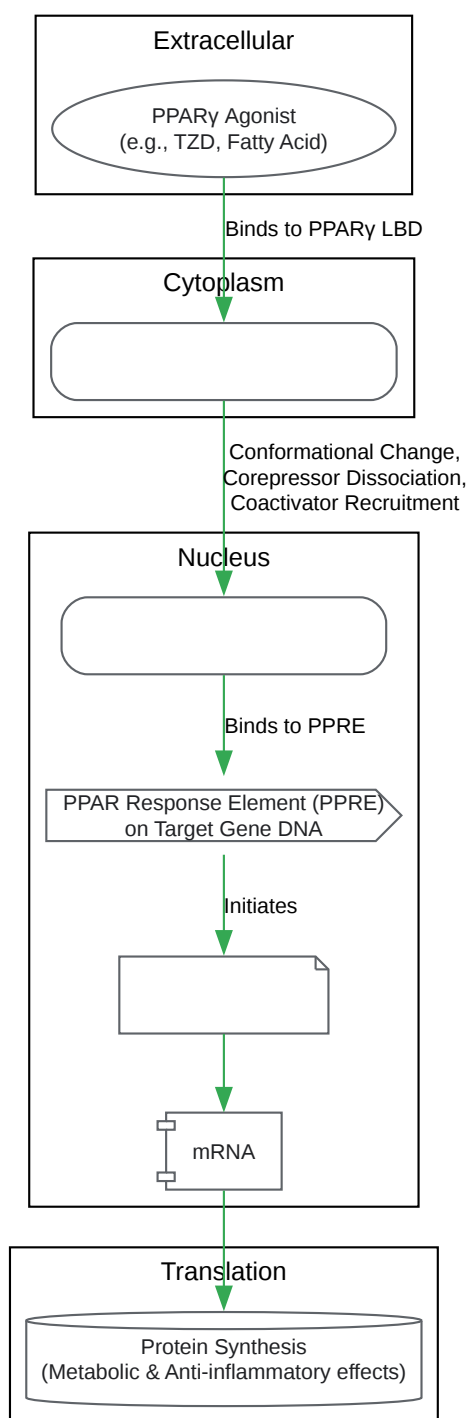 Extracellular
PPARγ Agonist
(e.g., TZD, Fatty Acid)
Binds to PPARγ LBD
Cytoplasm
Conformational Change,
Corepressor Dissociation,
Coactivator Recruitment
Nucleus
Binds to PPRE
PPAR Response Element (PPRE)
on Target Gene DNA
Initiates
mRNA
Translation
Protein Synthesis
(Metabolic & Anti-inflammatory effects)